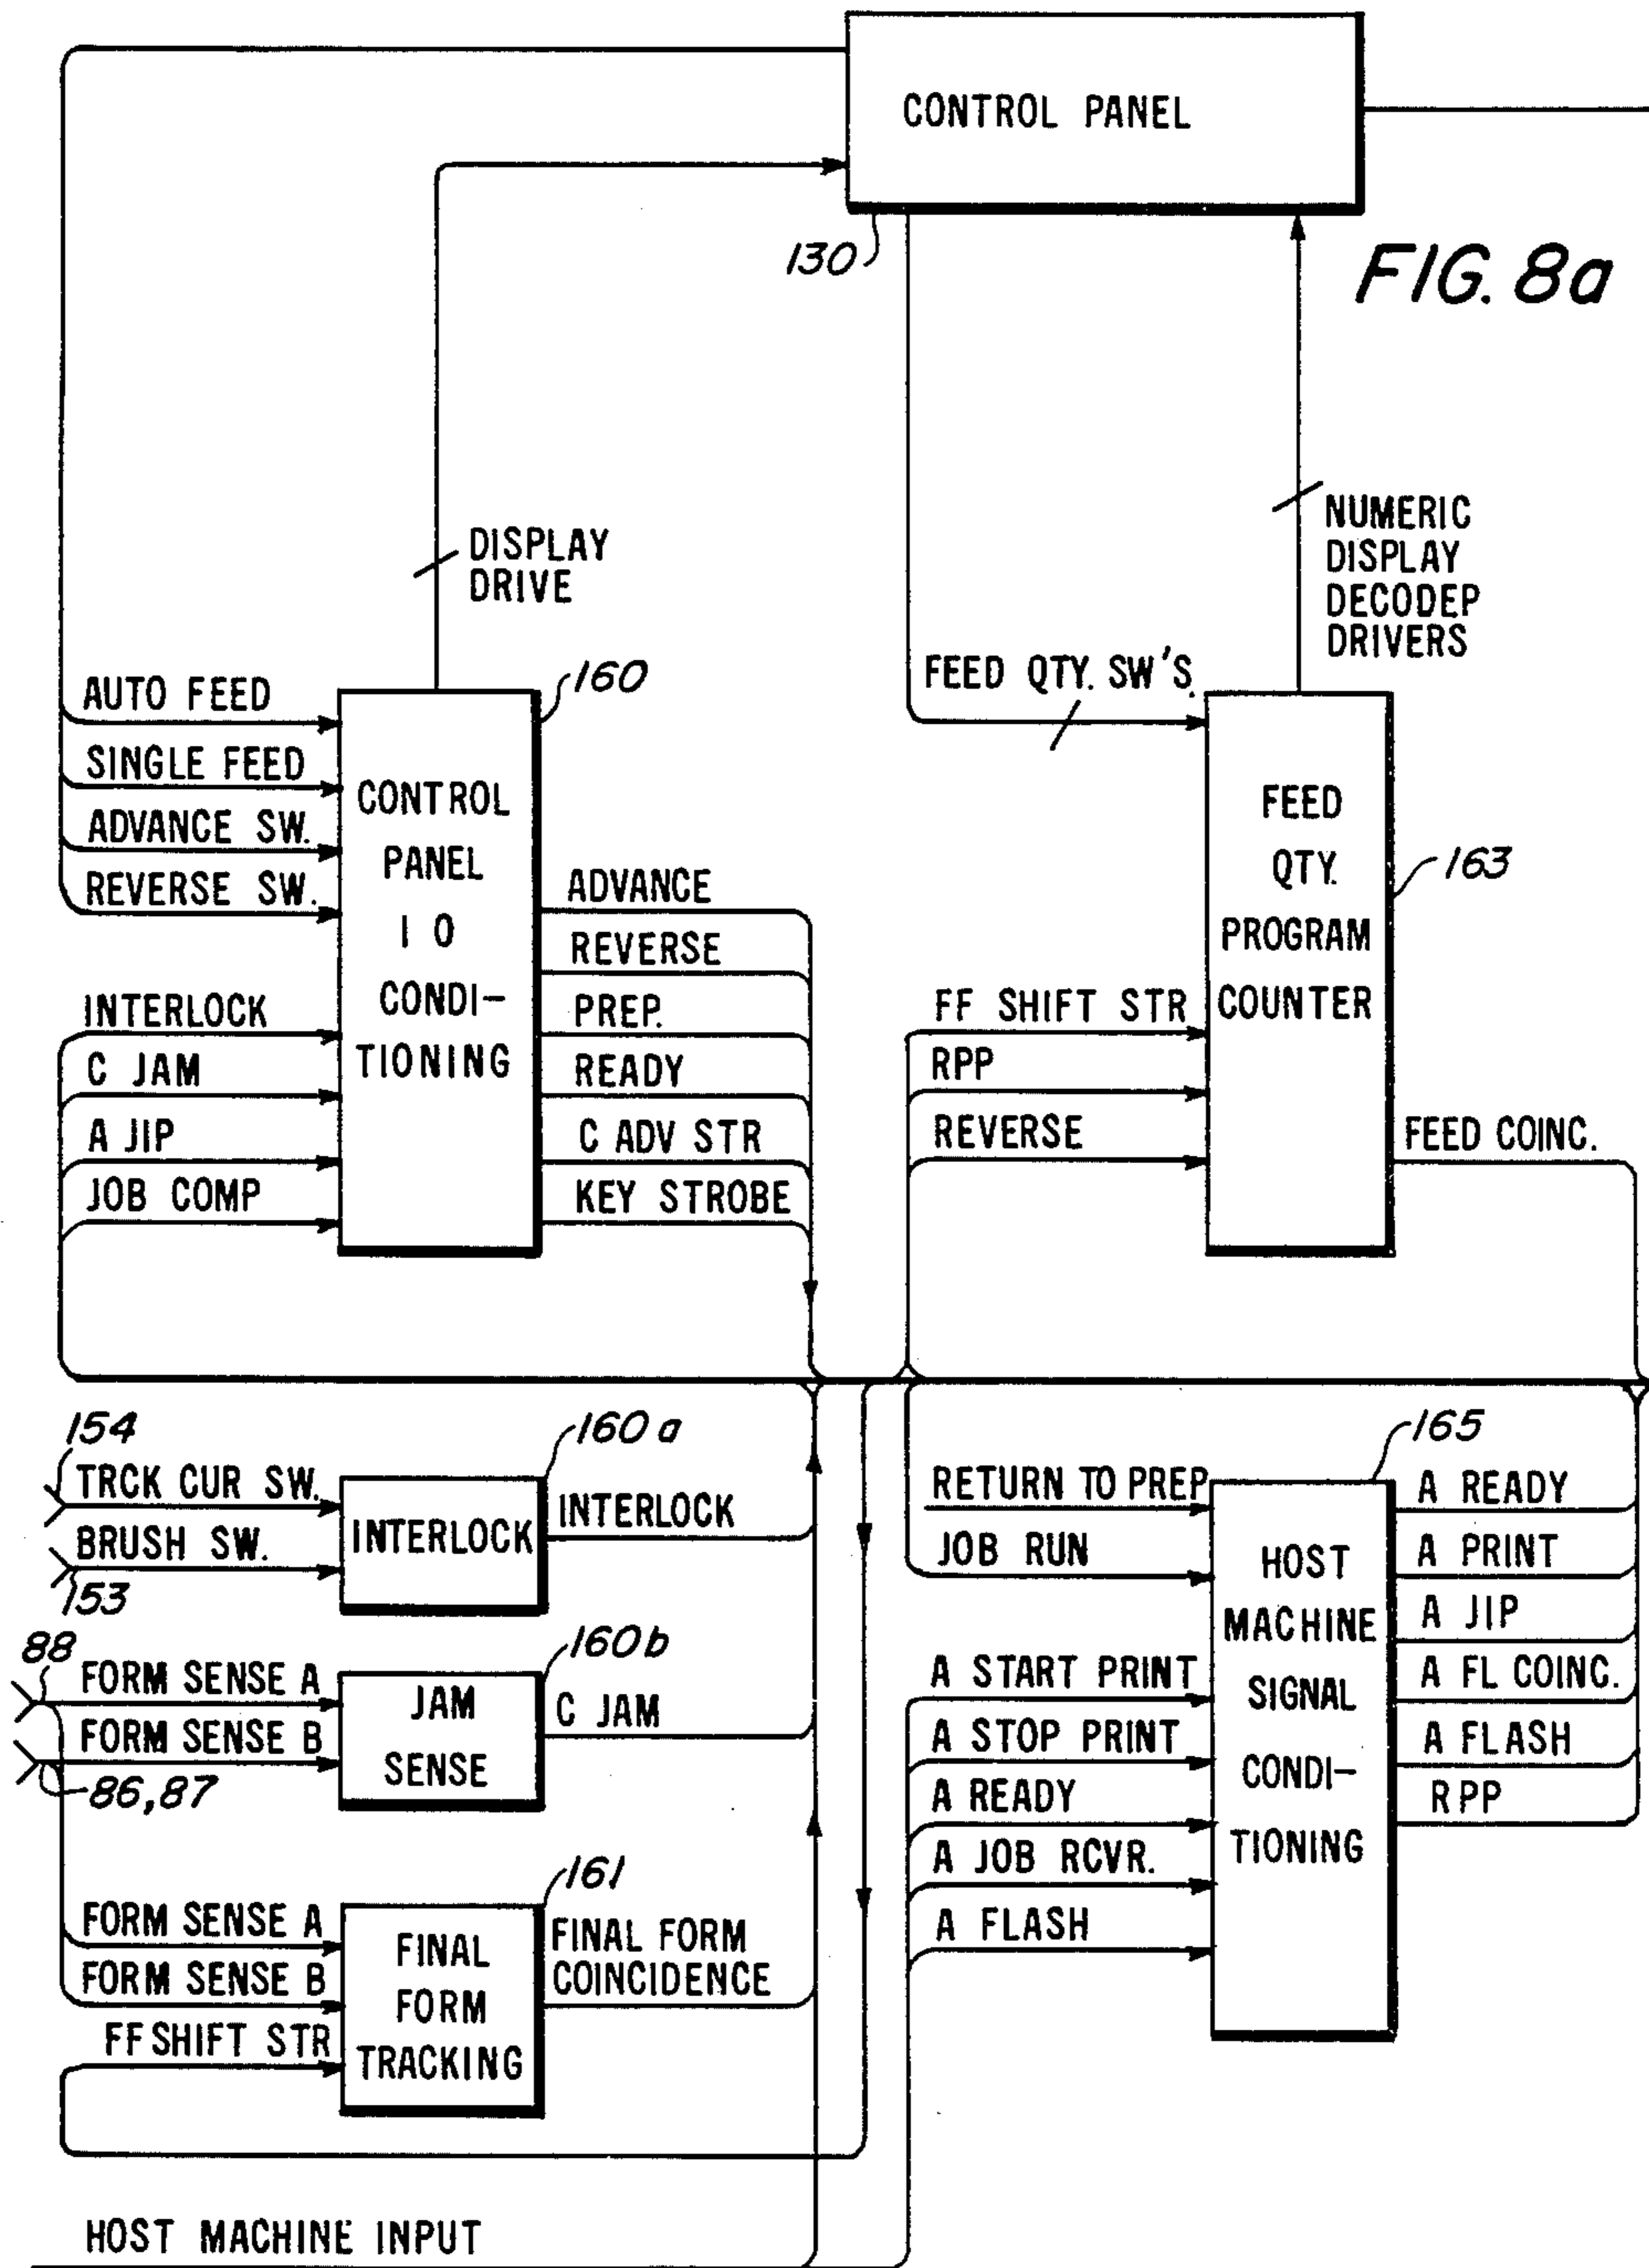 CONTROL PANEL
130
FIG. 8a
DISPLAY
DRIVE
NUMERIC
DISPLAY
DECODEP
DRIVERS
AUTO FEED
SINGLE FEED
ADVANCE SW.
REVERSE SW.
INTERLOCK
C JAM
A JIP
JOB COMP
160
CONTROL
PANEL
I O
CONDI-
TIONING
ADVANCE
REVERSE
PREP.
READY
C ADV STR
KEY STROBE
FEED QTY. SW'S.
FF SHIFT STR
RPP
REVERSE
FEED
QTY.
PROGRAM
COUNTER
163
FEED COINC.
154
TRCK CUR SW.
BRUSH SW.
153
160a
INTERLOCK
INTERLOCK
88
FORM SENSE A
FORM SENSE B
86,87
160b
JAM
SENSE
C JAM
FORM SENSE A
FORM SENSE B
FF SHIFT STR
161
FINAL
FORM
TRACKING
FINAL FORM
COINCIDENCE
HOST MACHINE INPUT
RETURN TO PREP
JOB RUN
A START PRINT
A STOP PRINT
A READY
A JOB RCVR.
A FLASH
165
HOST
MACHINE
SIGNAL
CONDI-
TIONING
A READY
A PRINT
A JIP
A FL COINC.
A FLASH
RPP